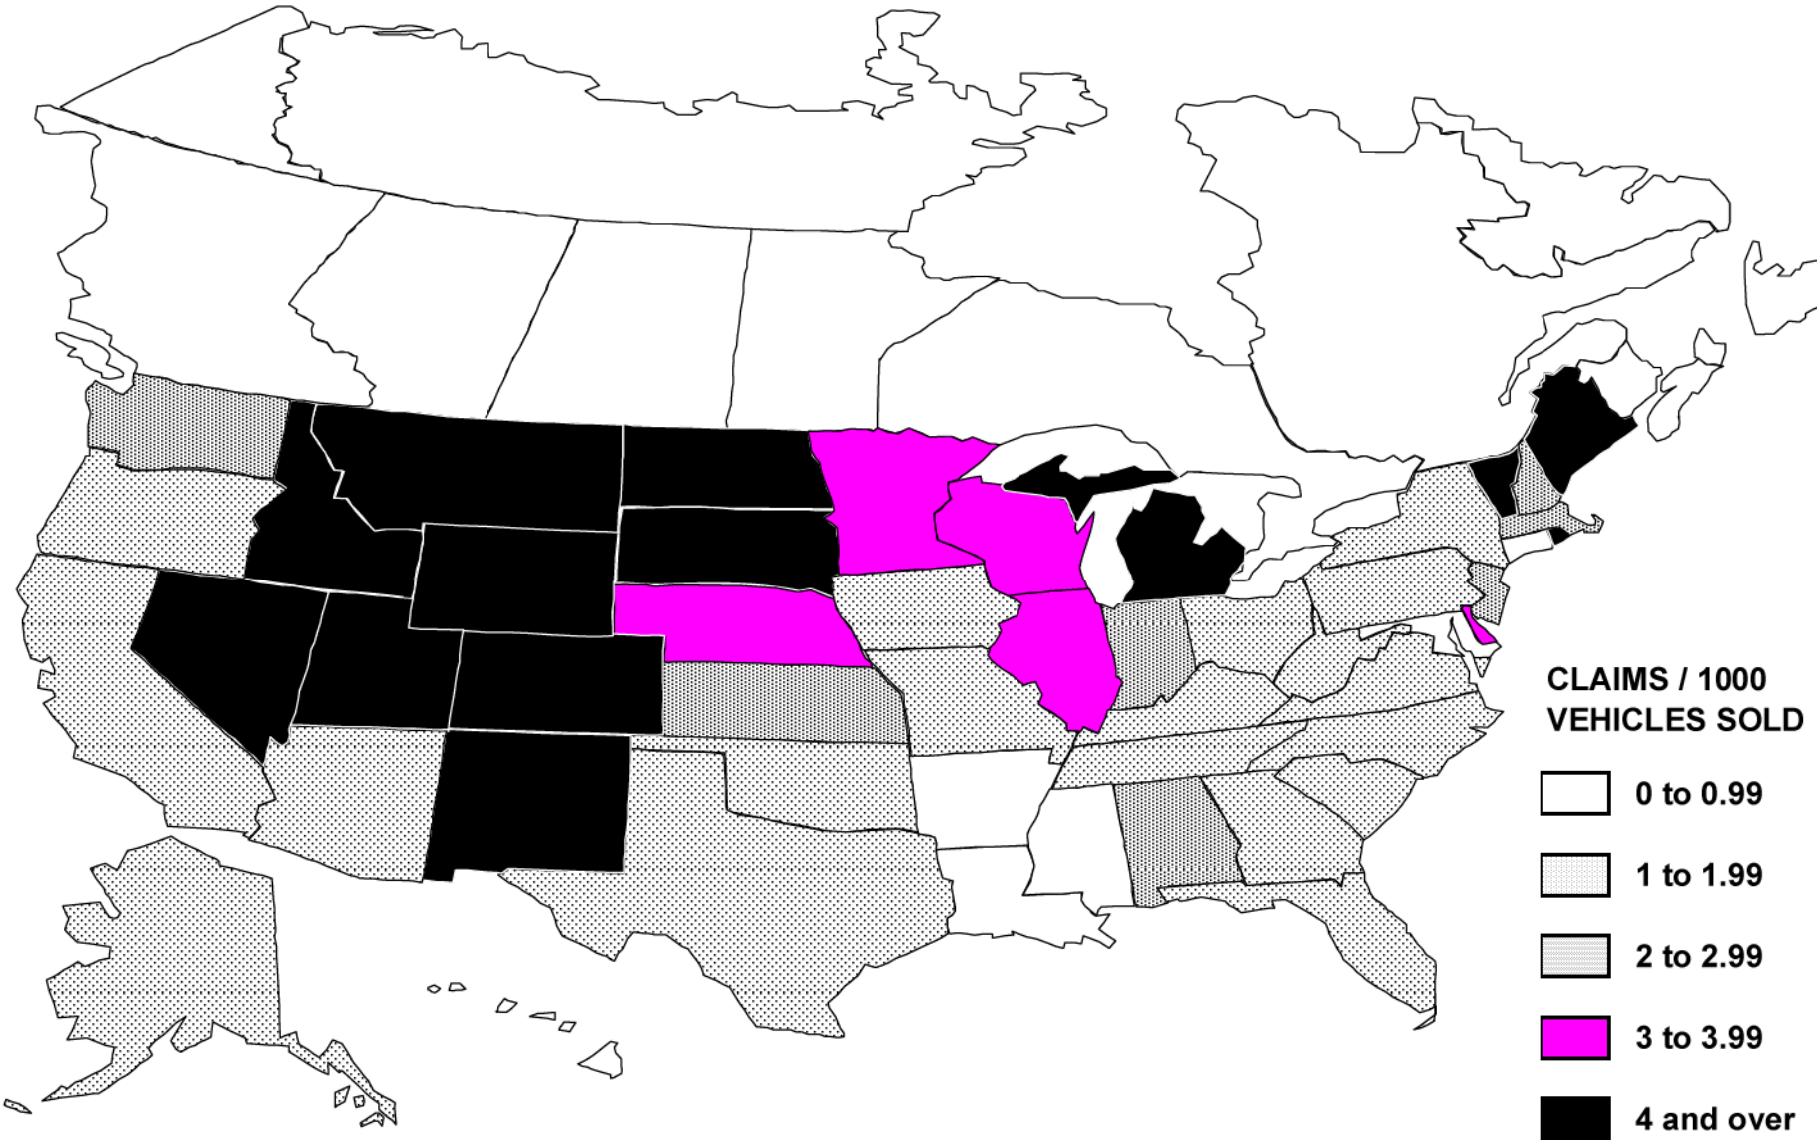 CLAIMS / 1000
VEHICLES SOLD
0 to 0.99
1 to 1.99
2 to 2.99
3 to 3.99
4 and over